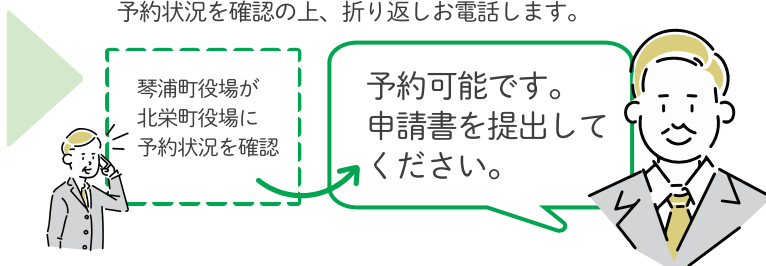 予約状況を確認の上、折り返しお電話します。
琴浦町役場が
北栄町役場に
予約状況を確認
予約可能です。
申請書を提出して
ください。